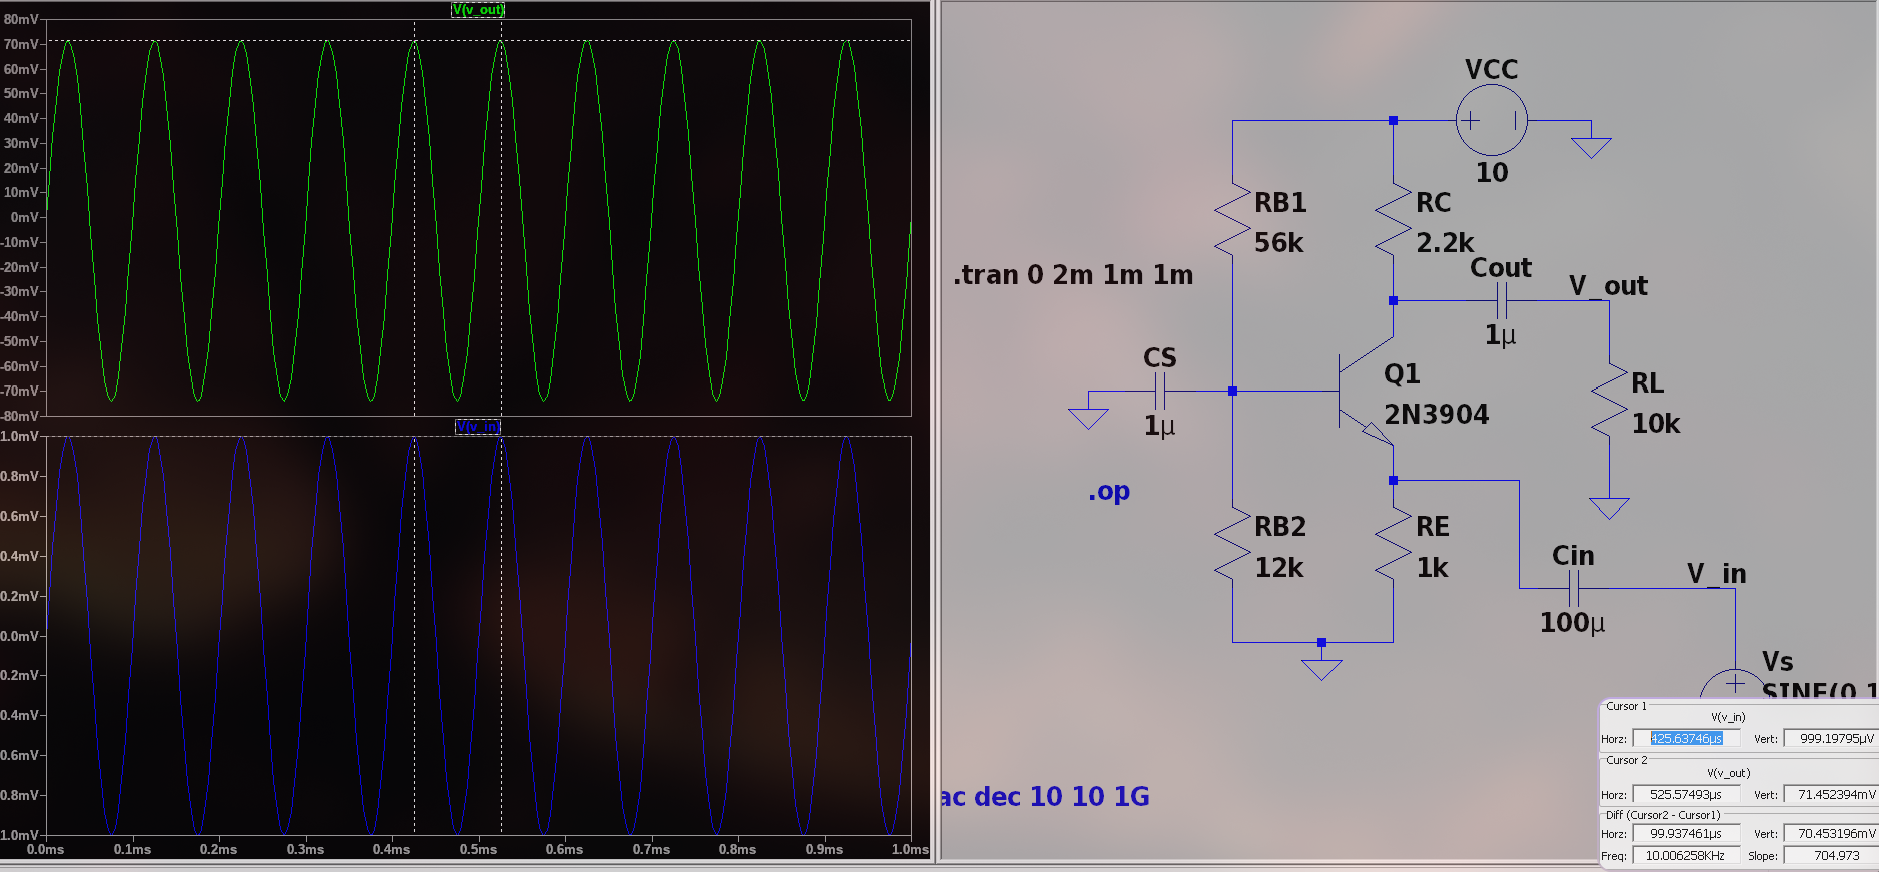 V(v_out)
80mV
70mV
60mV
50mV
40mV
30mV
20mV
10mV
0mV
-10mV
-20mV
-30mV
-40mV
-50mV
-60mV
-70mV
-80mV
V(v_in)
1.0mV
0.8mV
0.6mV
0.4mV
0.2mV
0.0mV
0.2mV
0.4mV
0.6mV
0.8mV
1.0mV
0.0ms 0.1ms 0.2ms 0.3ms 0.4ms 0.5ms 0.6ms 0.7ms 0.8ms 0.9ms 1.0ms
VCC
10
RB1
56k
RC
2.2k
.tran 0 2m 1m 1m
Cout
1µ
V_out
CS
1µ
Q1
2N3904
RL
10k
.op
RB2
12k
RE
1k
Cin
100µ
V_in
Vs
SINE(0 1
ac dec 10 10 1G
Cursor 1
V(v_in)
Horz: 425.63746µs Vert: 999.19795µV
Cursor 2
V(v_out)
Horz: 525.57493µs Vert: 71.452394mV
Diff (Cursor2 - Cursor1)
Horz: 99.937461µs Vert: 70.453196mV
Freq: 10.006258KHz Slope: 704.973